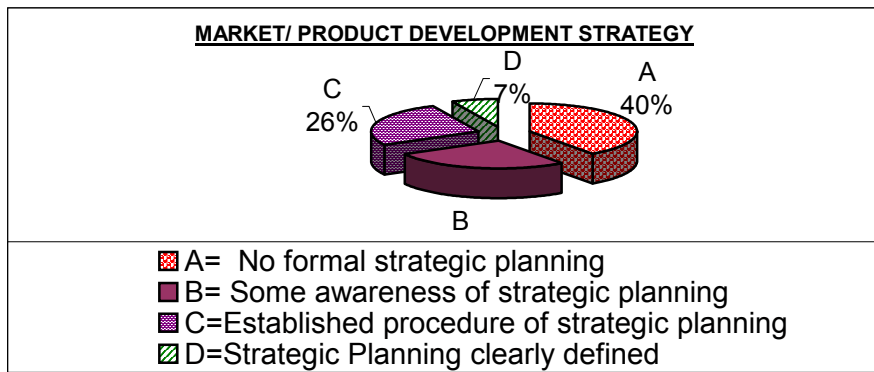 MARKET/ PRODUCT DEVELOPMENT STRATEGY
D
7%
A
40%
C
26%
B
A= No formal strategic planning
B= Some awareness of strategic planning
C=Established procedure of strategic planning
D=Strategic Planning clearly defined